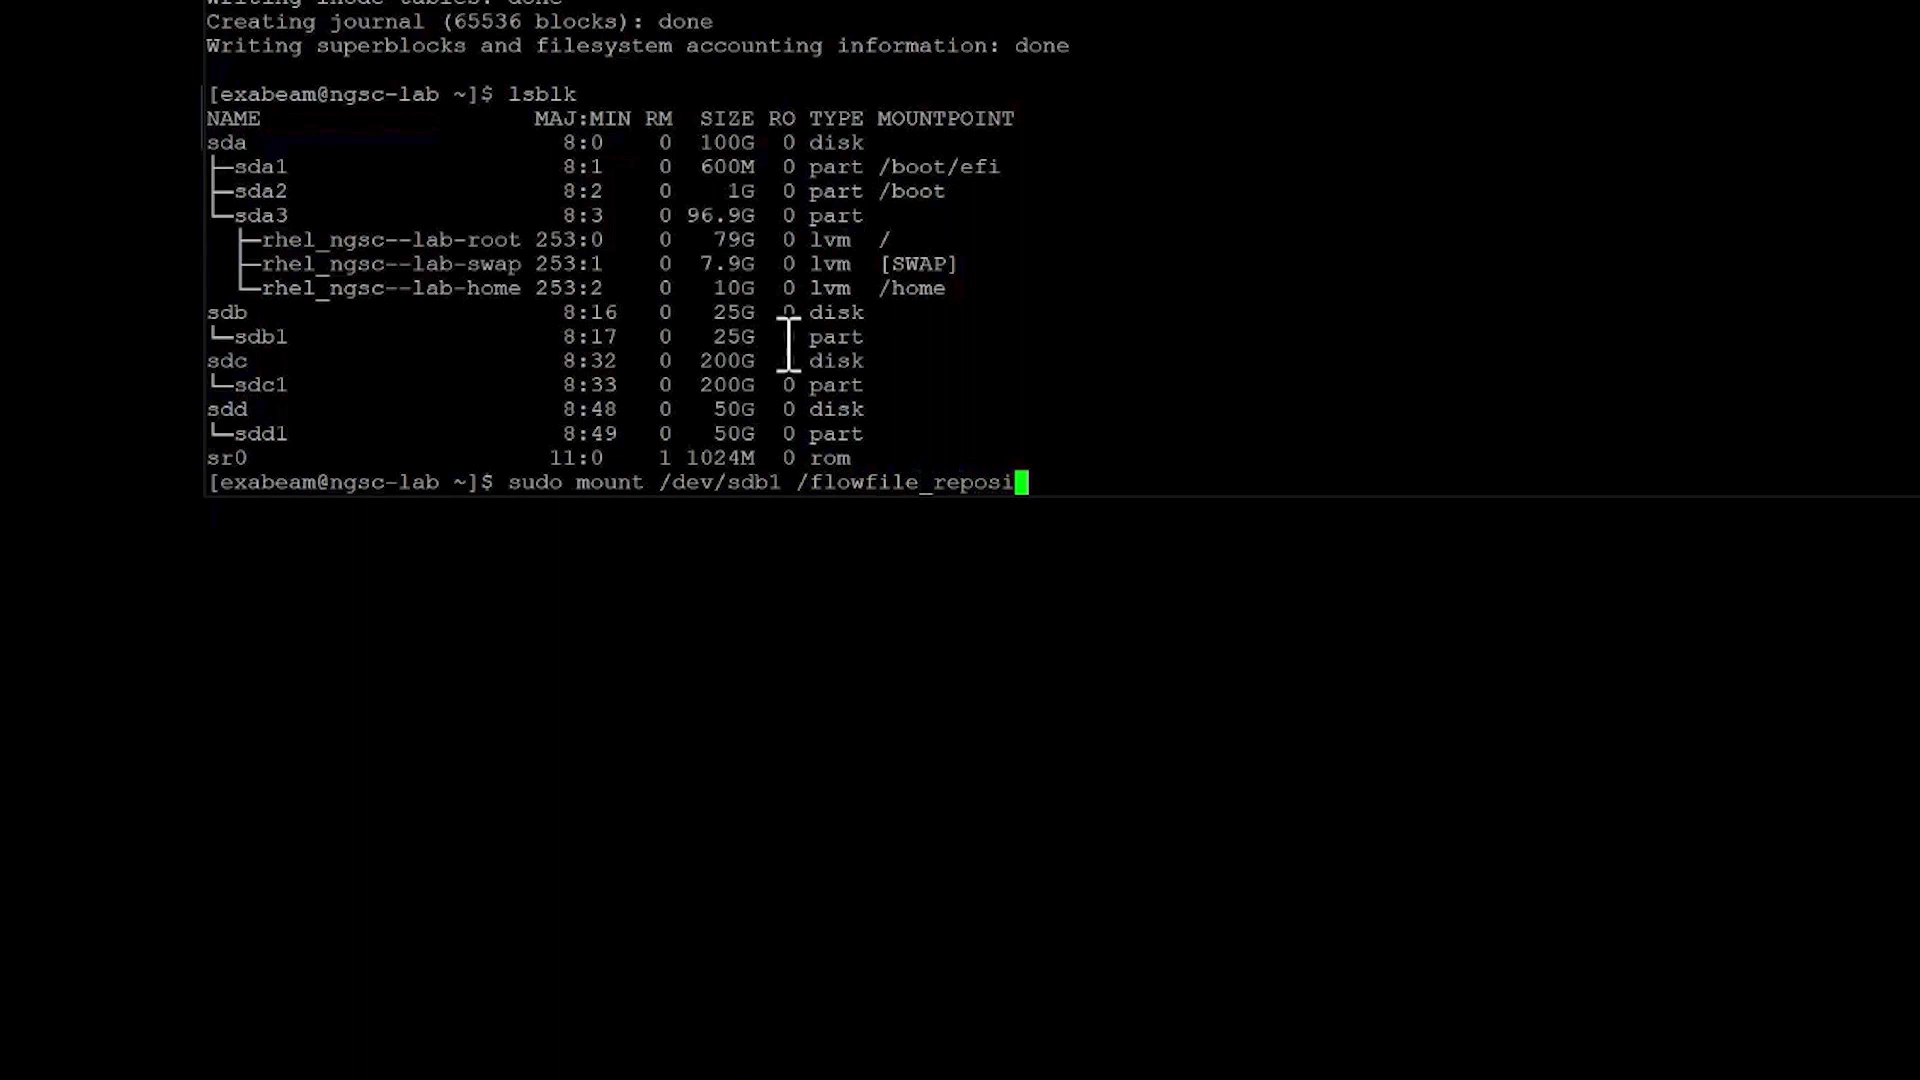 Writing inode tables: done
Creating journal (65536 blocks): done
Writing superblocks and filesystem accounting information: done
[exabeam@ngsc-lab ~]$ lsblk
NAME MAJ:MIN RM SIZE RO TYPE MOUNTPOINT
sda 8:0 0 100G 0 disk
├─sda1 8:1 0 600M 0 part /boot/efi
├─sda2 8:2 0 1G 0 part /boot
└─sda3 8:3 0 96.9G 0 part
├─rhel_ngsc--lab-root 253:0 0 79G 0 lvm /
├─rhel_ngsc--lab-swap 253:1 0 7.9G 0 lvm [SWAP]
└─rhel_ngsc--lab-home 253:2 0 10G 0 lvm /home
sdb 8:16 0 25G 0 disk
└─sdb1 8:17 0 25G part
sdc 8:32 0 200G disk
└─sdc1 8:33 0 200G 0 part
sdd 8:48 0 50G 0 disk
└─sdd1 8:49 0 50G 0 part
sr0 11:0 1 1024M 0 rom
[exabeam@ngsc-lab ~]$ sudo mount /dev/sdb1 /flowfile_reposi